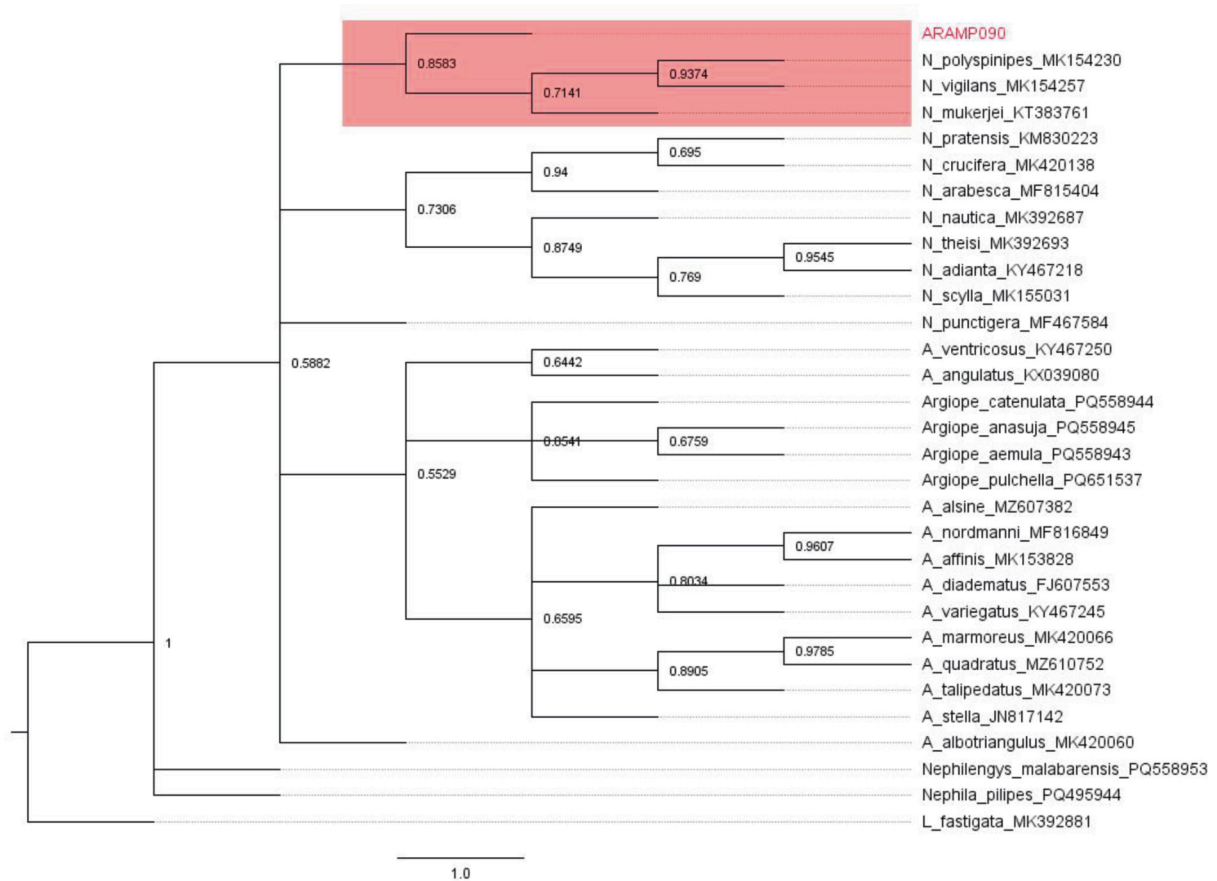 ARAMP090
0.8583
N_polyspinipes_MK154230
0.9374
N_vigilans_MK154257
0.7141
N_mukerjei_KT383761
N_pratensis_KM830223
0.695
N_crucifera_MK420138
0.94
N_arabesca_MF815404
0.7306
N_nautica_MK392687
0.8749
N_theisi_MK392693
0.9545
N_adianta_KY467218
0.769
N_scylla_MK155031
N_punctigera_MF467584
0.5882
A_ventricosus_KY467250
0.6442
A_angulatus_KX039080
Argiope_catenulata_PQ558944
Argiope_anasuja_PQ558945
0.8541
0.6759
Argiope_aemula_PQ558943
0.5529
Argiope_pulchella_PQ651537
A_alsine_MZ607382
A_nordmanni_MF816849
0.9607
A_affinis_MK153828
0.8034
A_diadematus_FJ607553
A_variegatus_KY467245
0.6595
A_marmoreus_MK420066
1
0.9785
A_quadratus_MZ610752
0.8905
A_talipedatus_MK420073
A_stella_JN817142
A_albotriangulus_MK420060
Nephilengys_malabarensis_PQ558953
Nephila_pilipes_PQ495944
L_fastigata_MK392881
1.0